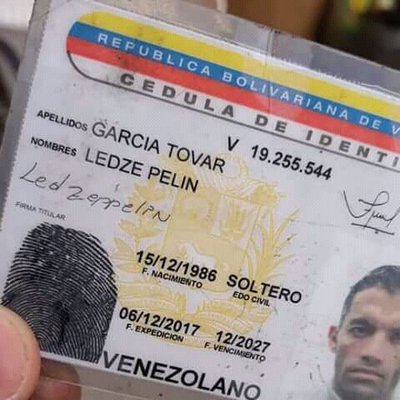 REPUBLICA BOLIVARIANA DE V
CEDULA DE IDENTI
V 19.255.544
APELLIDOS GARCIA TOVAR
NOMBRES LEDZE PELIN
Ledzeppelin
FIRMA TITULAR
15/12/1986 SOLTERO
F. NACIMIENTO EDO CIVIL
06/12/2017 12/2027
F. EXPEDICION F. VENCIMIENTO
VENEZOLANO